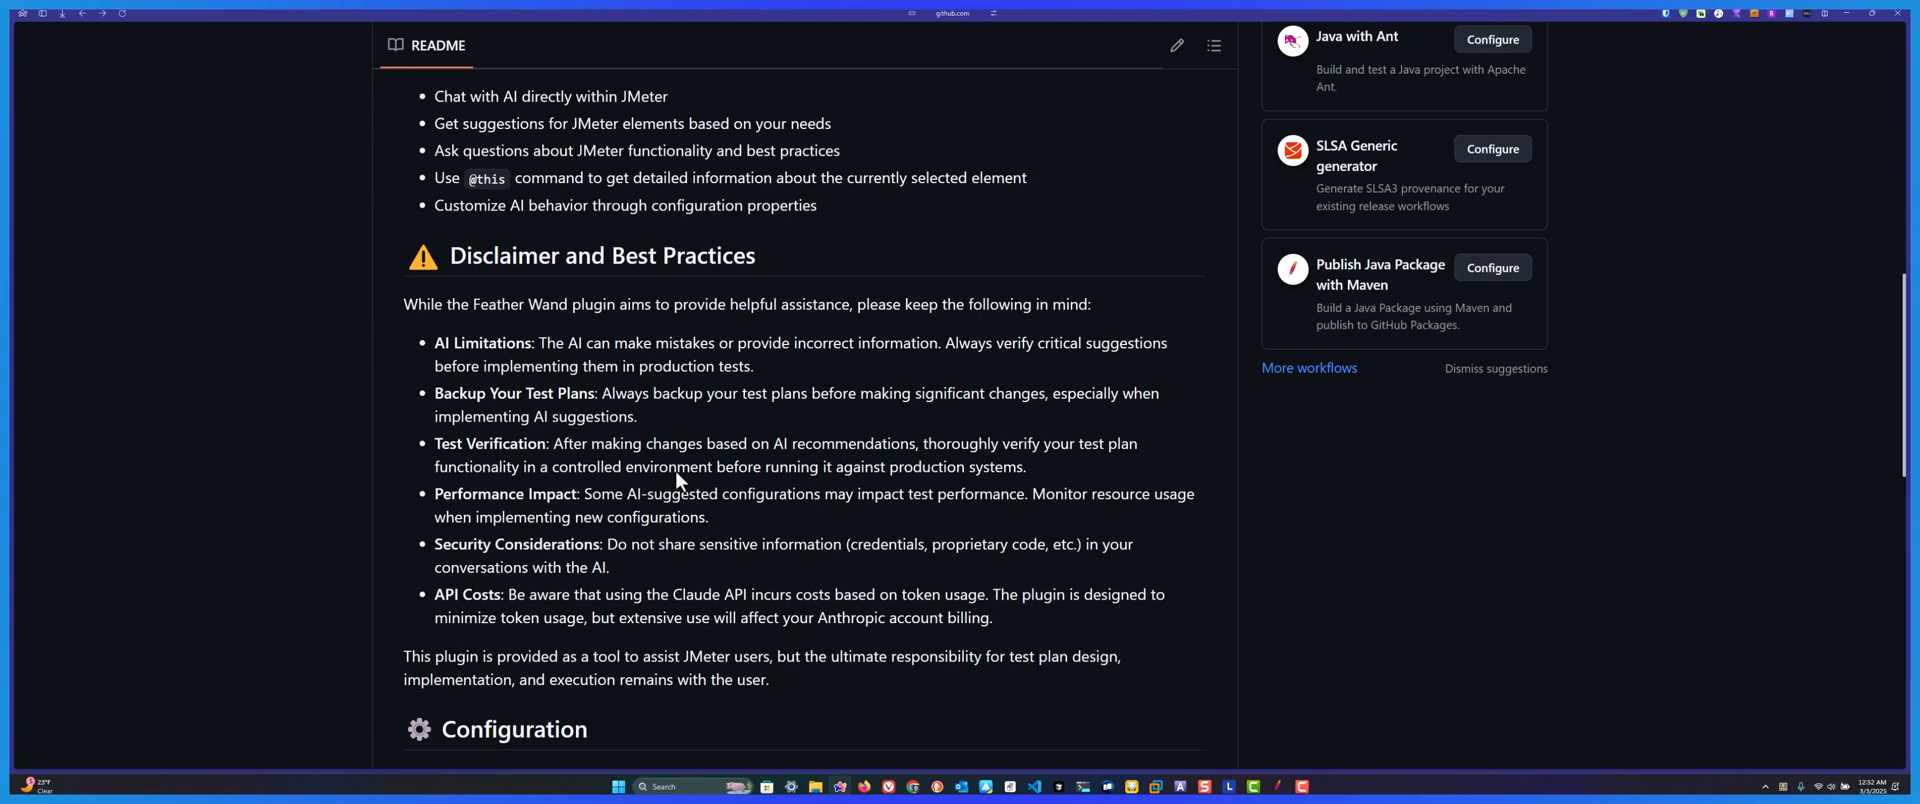 github.com
README
Chat with AI directly within JMeter
Get suggestions for JMeter elements based on your needs
Ask questions about JMeter functionality and best practices
Use @this command to get detailed information about the currently selected element
Customize AI behavior through configuration properties
Disclaimer and Best Practices
While the Feather Wand plugin aims to provide helpful assistance, please keep the following in mind:
AI Limitations: The AI can make mistakes or provide incorrect information. Always verify critical suggestions
before implementing them in production tests.
Backup Your Test Plans: Always backup your test plans before making significant changes, especially when
implementing AI suggestions.
Test Verification: After making changes based on AI recommendations, thoroughly verify your test plan
functionality in a controlled environment before running it against production systems.
Performance Impact: Some AI-suggested configurations may impact test performance. Monitor resource usage
when implementing new configurations.
Security Considerations: Do not share sensitive information (credentials, proprietary code, etc.) in your
conversations with the AI.
API Costs: Be aware that using the Claude API incurs costs based on token usage. The plugin is designed to
minimize token usage, but extensive use will affect your Anthropic account billing.
This plugin is provided as a tool to assist JMeter users, but the ultimate responsibility for test plan design,
implementation, and execution remains with the user.
Configuration
Java with Ant
Configure
Build and test a Java project with Apache
Ant.
SLSA Generic
generator
Configure
Generate SLSA3 provenance for your
existing release workflows
Publish Java Package
with Maven
Configure
Build a Java Package using Maven and
publish to GitHub Packages.
More workflows
Dismiss suggestions
23°F
Clear
Search
12:52 AM
3/3/2025